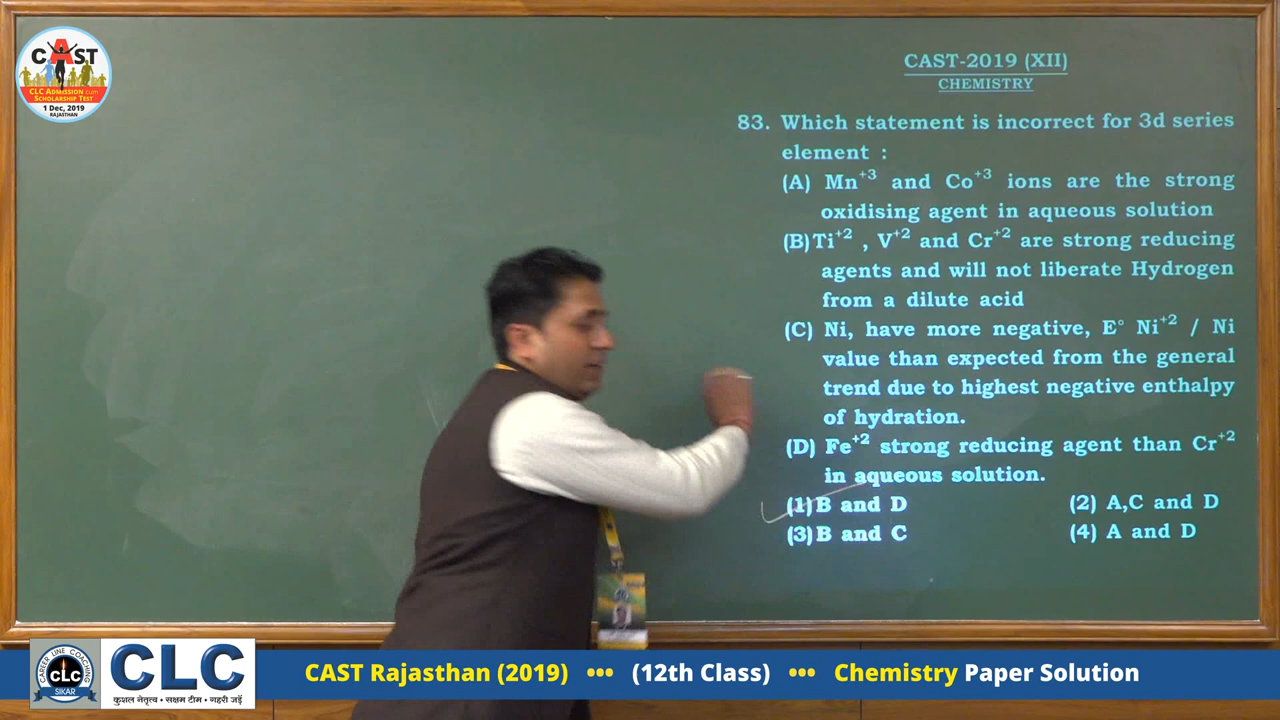 CAST
CLC ADMISSION cum
SCHOLARSHIP TEST
1 Dec, 2019
RAJASTHAN
CAST-2019 (XII)
CHEMISTRY
83. Which statement is incorrect for 3d series
element :
(A) Mn⁺³ and Co⁺³ ions are the strong
oxidising agent in aqueous solution
(B) Ti⁺² , V⁺² and Cr⁺² are strong reducing
agents and will not liberate Hydrogen
from a dilute acid
(C) Ni, have more negative, E° Ni⁺² / Ni
value than expected from the general
trend due to highest negative enthalpy
of hydration.
(D) Fe⁺² strong reducing agent than Cr⁺²
in aqueous solution.
(1) B and D (2) A,C and D
(3) B and C (4) A and D
CAREER LINE COACHING
CLC
SIKAR
CLC
कुशल नेतृत्व • सक्षम टीम • गहरी जड़ें
CAST Rajasthan (2019) ••• (12th Class) ••• Chemistry Paper Solution